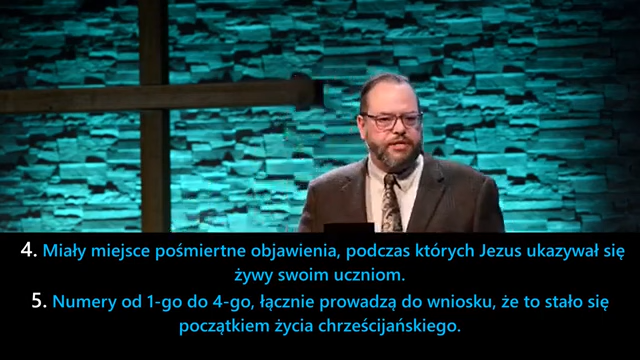 4. Miały miejsce pośmiertne objawienia, podczas których Jezus ukazywał się
żywy swoim uczniom.
5. Numery od 1-go do 4-go, łącznie prowadzą do wniosku, że to stało się
początkiem życia chrześcijańskiego.